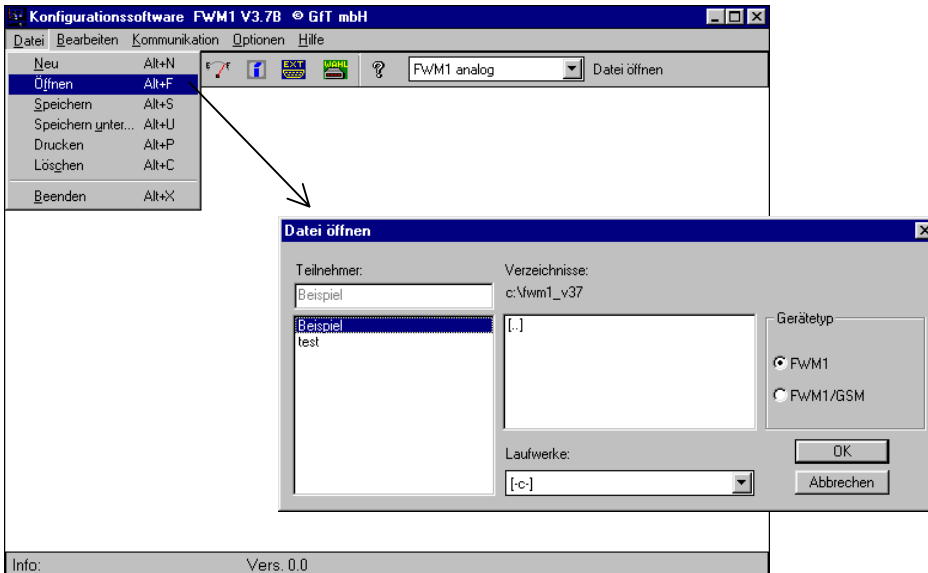 Konfigurationssoftware FWM1 V3.7B © GfT mbH
Datei Bearbeiten Kommunikation Optionen Hilfe
EXT WAHL ? FWM1 analog Datei öffnen
Neu Alt+N
Öffnen Alt+F
Speichern Alt+S
Speichern unter... Alt+U
Drucken Alt+P
Löschen Alt+C
Beenden Alt+X
Datei öffnen
Teilnehmer:
Beispiel
Beispiel
test
Verzeichnisse:
c:\fwm1_v37
[..]
Laufwerke:
[-c-]
Gerätetyp
FWM1
FWM1/GSM
OK
Abbrechen
Info: Vers. 0.0